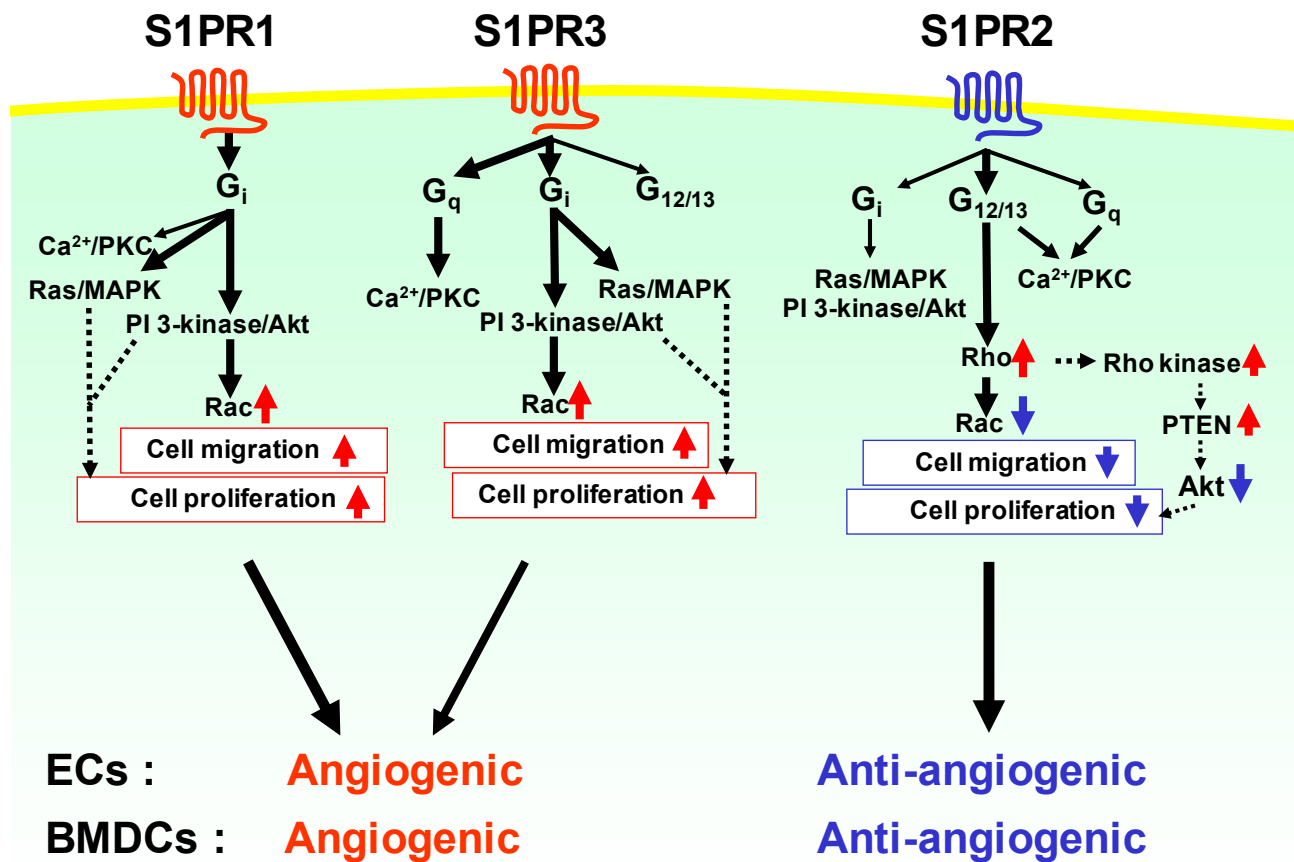 S1PR1
S1PR3
S1PR2
Gi
Ca2+/PKC
Ras/MAPK
PI 3-kinase/Akt
Rac
Cell migration
Cell proliferation
Gq
Gi
G12/13
Ca2+/PKC
Ras/MAPK
PI 3-kinase/Akt
Rac
Cell migration
Cell proliferation
Gi
G12/13
Gq
Ras/MAPK
PI 3-kinase/Akt
Ca2+/PKC
Rho
Rho kinase
Rac
PTEN
Cell migration
Akt
Cell proliferation
ECs : Angiogenic Anti-angiogenic
BMDCs : Angiogenic Anti-angiogenic